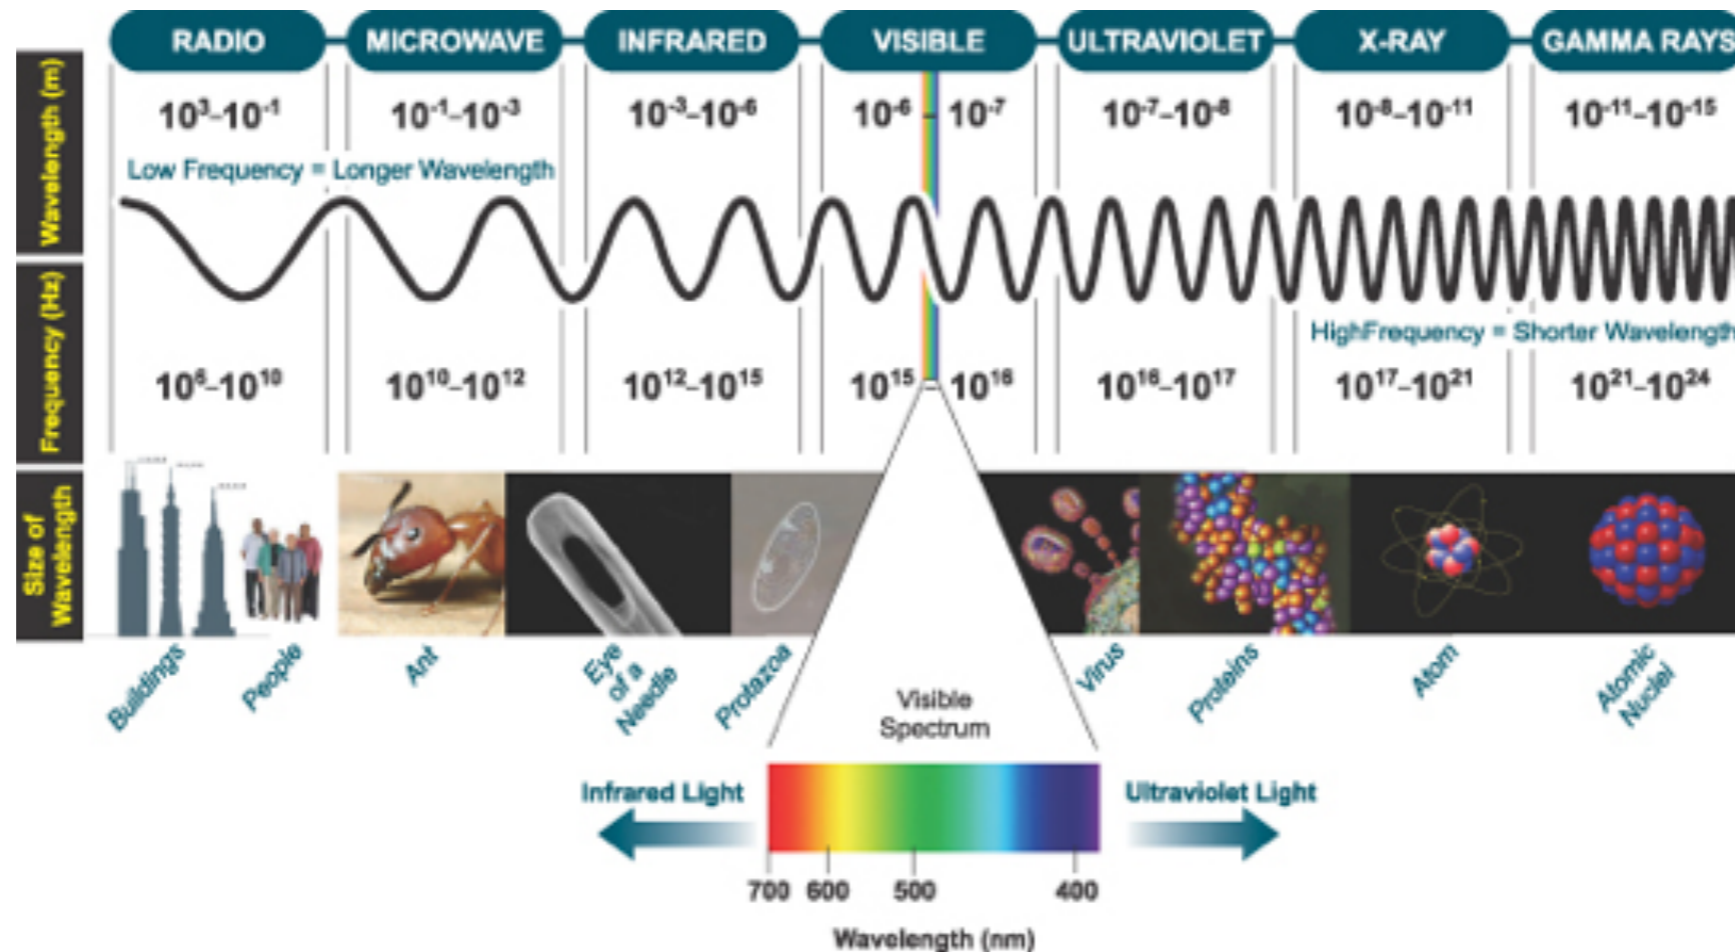 RADIO MICROWAVE INFRARED VISIBLE ULTRAVIOLET X-RAY GAMMA RAYS
Wavelength (m)
10³–10⁻¹ 10⁻¹–10⁻³ 10⁻³–10⁻⁶ 10⁻⁶ – 10⁻⁷ 10⁻⁷–10⁻⁸ 10⁻⁸–10⁻¹¹ 10⁻¹¹–10⁻¹⁵
Low Frequency = Longer Wavelength
HighFrequency = Shorter Wavelength
Frequency (Hz)
10⁶–10¹⁰ 10¹⁰–10¹² 10¹²–10¹⁵ 10¹⁵ – 10¹⁶ 10¹⁶–10¹⁷ 10¹⁷–10²¹ 10²¹–10²⁴
Size of
Wavelength
Buildings
People
Ant
Eye
of a
Needle
Protazoa
Virus
Proteins
Atom
Atomic
Nuclei
Visible
Spectrum
Infrared Light Ultraviolet Light
700 600 500 400
Wavelength (nm)